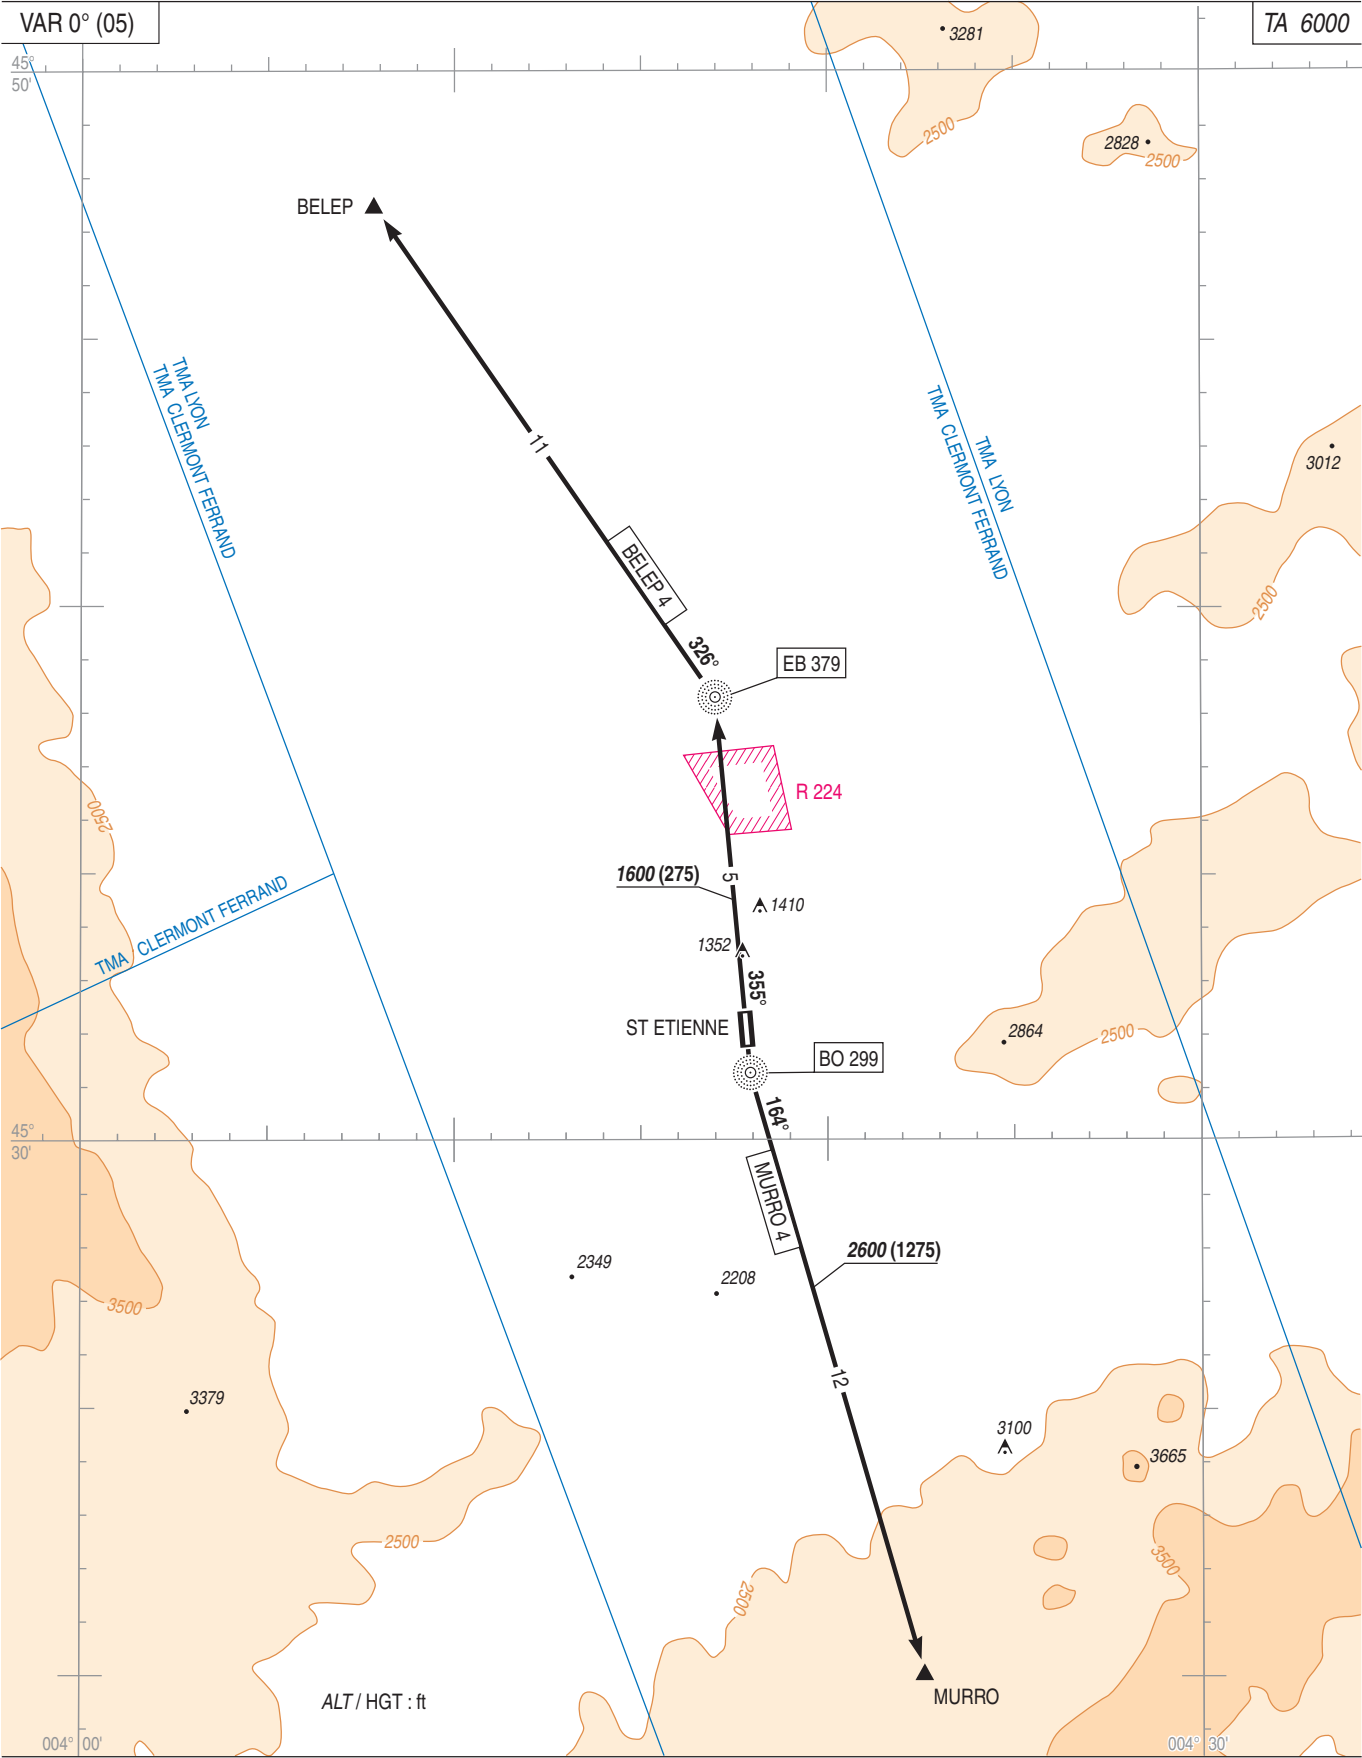 VAR 0° (05)
TA 6000
45°
50'
3281
2500
2828
2500
BELEP
TMA LYON
TMA CLERMONT FERRAND
TMA LYON
TMA CLERMONT FERRAND
3012
11
BELEP 4
2500
326°
EB 379
R 224
2500
1600 (275)
5
1410
1352
TMA CLERMONT FERRAND
355°
ST ETIENNE
2864
2500
BO 299
164°
45°
30'
MURRO 4
2600 (1275)
2349
2208
3500
12
3379
3100
3665
2500
3500
2500
MURRO
ALT / HGT : ft
004° 00'
004° 30'